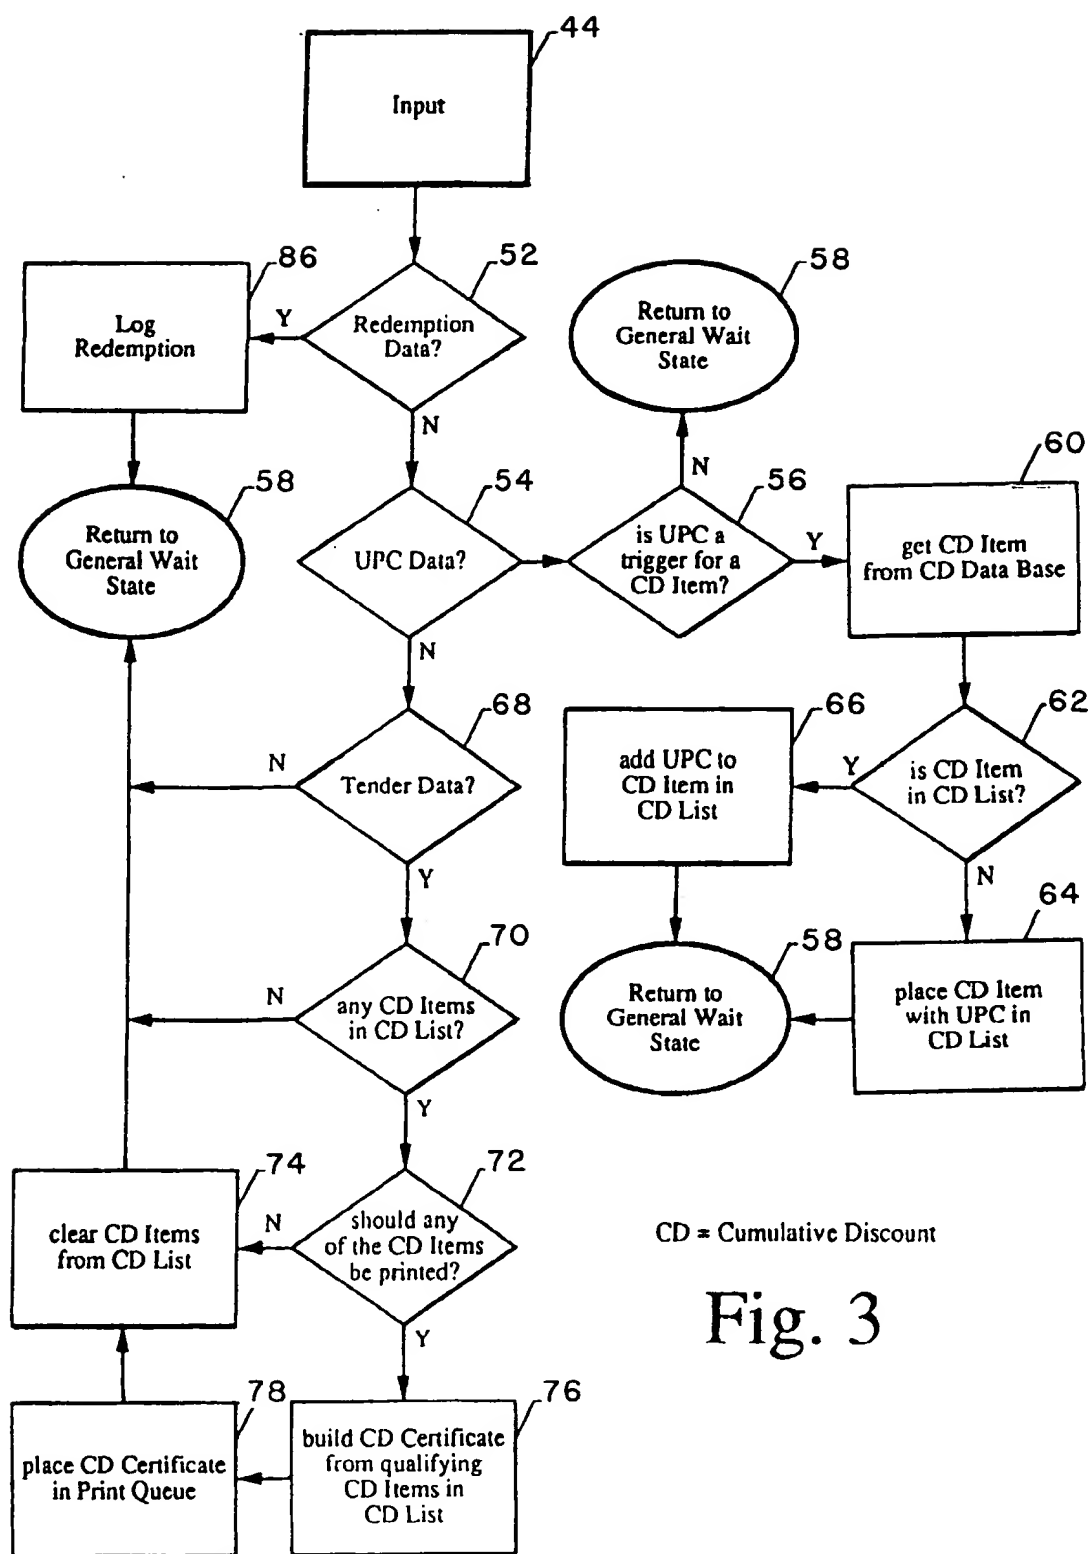 44
Input
86
52
58
Log
Redemption
Y
Redemption
Data?
Return to
General Wait
State
N
N
60
58
54
56
Return to
General Wait
State
UPC Data?
is UPC a
trigger for a
CD Item?
Y
get CD Item
from CD Data Base
N
68
66
62
N
Tender Data?
add UPC to
CD Item in
CD List
Y
is CD Item
in CD List?
Y
N
64
70
58
N
any CD Items
in CD List?
Return to
General Wait
State
place CD Item
with UPC in
CD List
Y
74
72
clear CD Items
from CD List
N
should any
of the CD Items
be printed?
CD = Cumulative Discount
Fig. 3
Y
78
76
place CD Certificate
in Print Queue
build CD Certificate
from qualifying
CD Items in
CD List